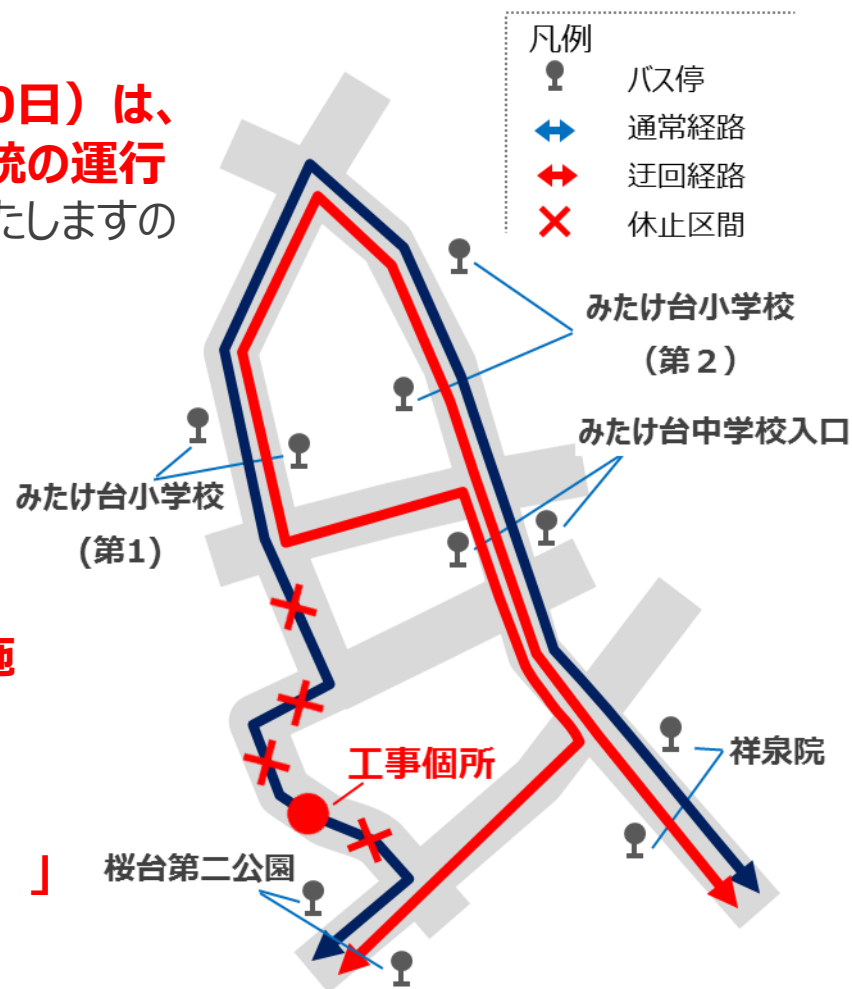 0日）は、
統の運行
たしますの
施
」
凡例
バス停
通常経路
迂回経路
休止区間
みたけ台小学校
（第２）
みたけ台中学校入口
みたけ台小学校
(第1)
工事個所
祥泉院
桜台第二公園